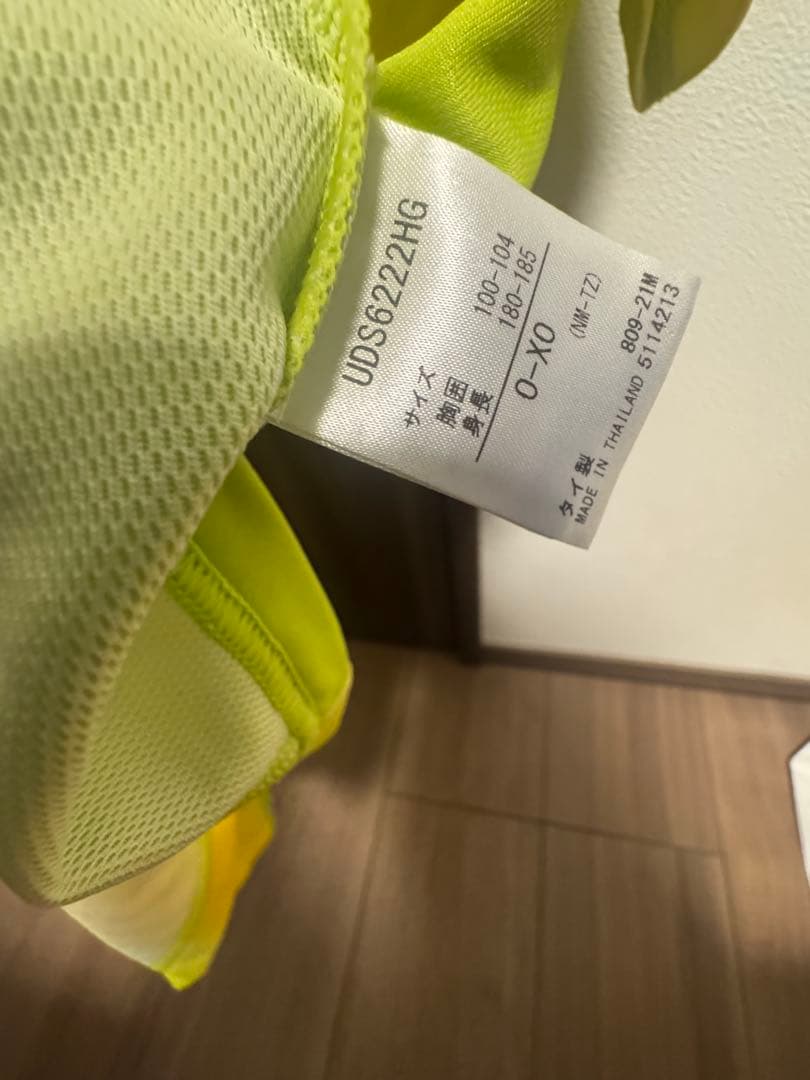 UDS6222HG
サイズ
胸囲 100-104
身長 180-185
O-XO
(NM-TZ)
タイ製 809-21M
MADE IN THAILAND 5114213